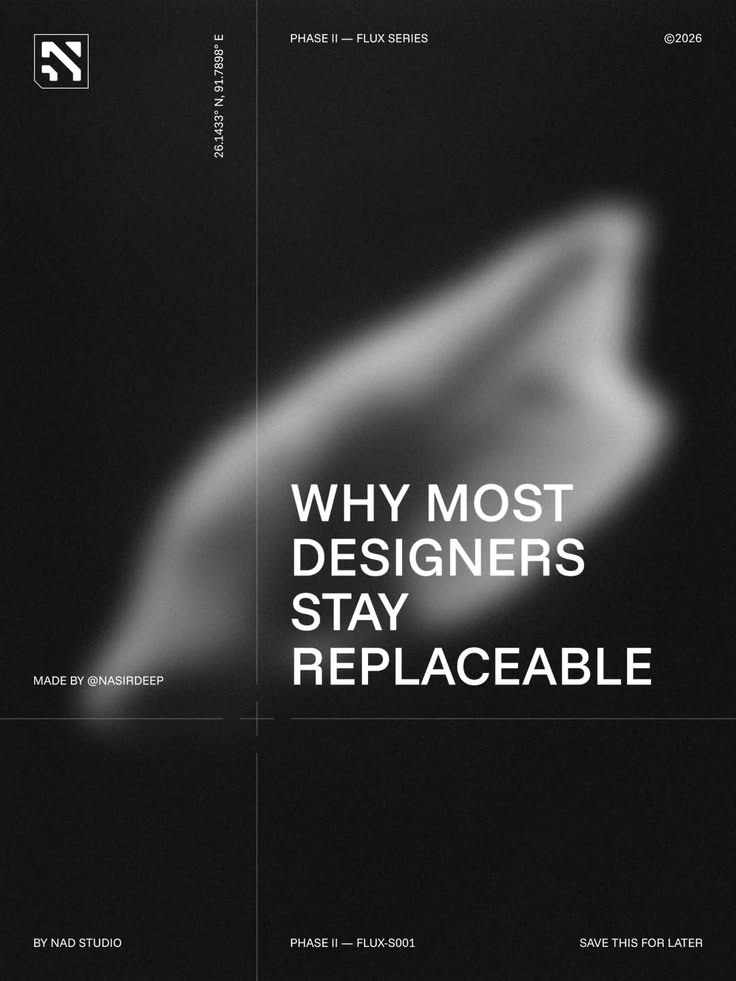 PHASE II — FLUX SERIES
©2026
26.1433° N, 91.7898° E
WHY MOST
DESIGNERS
STAY
REPLACEABLE
MADE BY @NASIRDEEP
BY NAD STUDIO
PHASE II — FLUX-S001
SAVE THIS FOR LATER